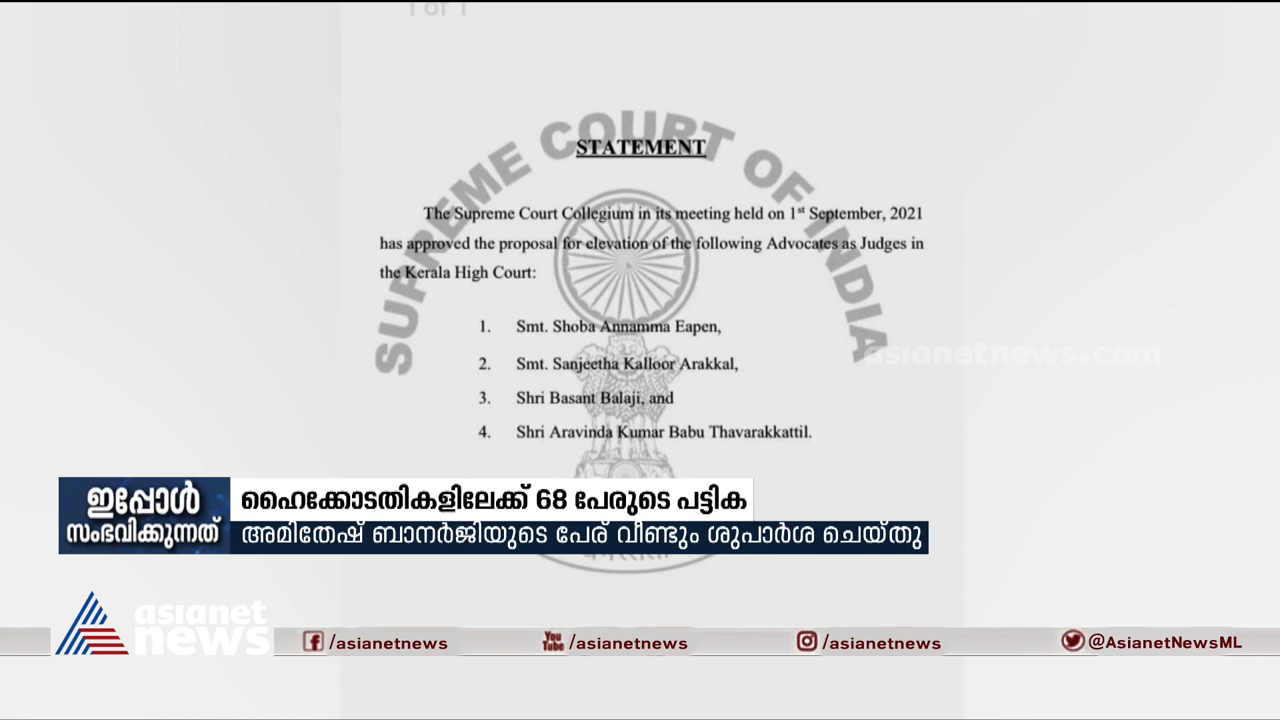 1 of 1
SUPREME COURT OF INDIA
STATEMENT
The Supreme Court Collegium in its meeting held on 1st September, 2021
has approved the proposal for elevation of the following Advocates as Judges in
the Kerala High Court:
1. Smt. Shoba Annamma Eapen,
2. Smt. Sanjeetha Kalloor Arakkal,
3. Shri Basant Balaji, and
4. Shri Aravinda Kumar Babu Thavarakkattil.
asianetnews.com
ഇപ്പോൾ
സംഭവിക്കുന്നത്
ഹൈക്കോടതികളിലേക്ക് 68 പേരുടെ പട്ടിക
അമിതേഷ് ബാനർജിയുടെ പേര് വീണ്ടും ശുപാർശ ചെയ്തു
asianet
news
/asianetnews
You Tube /asianetnews
/asianetnews
@AsianetNewsML